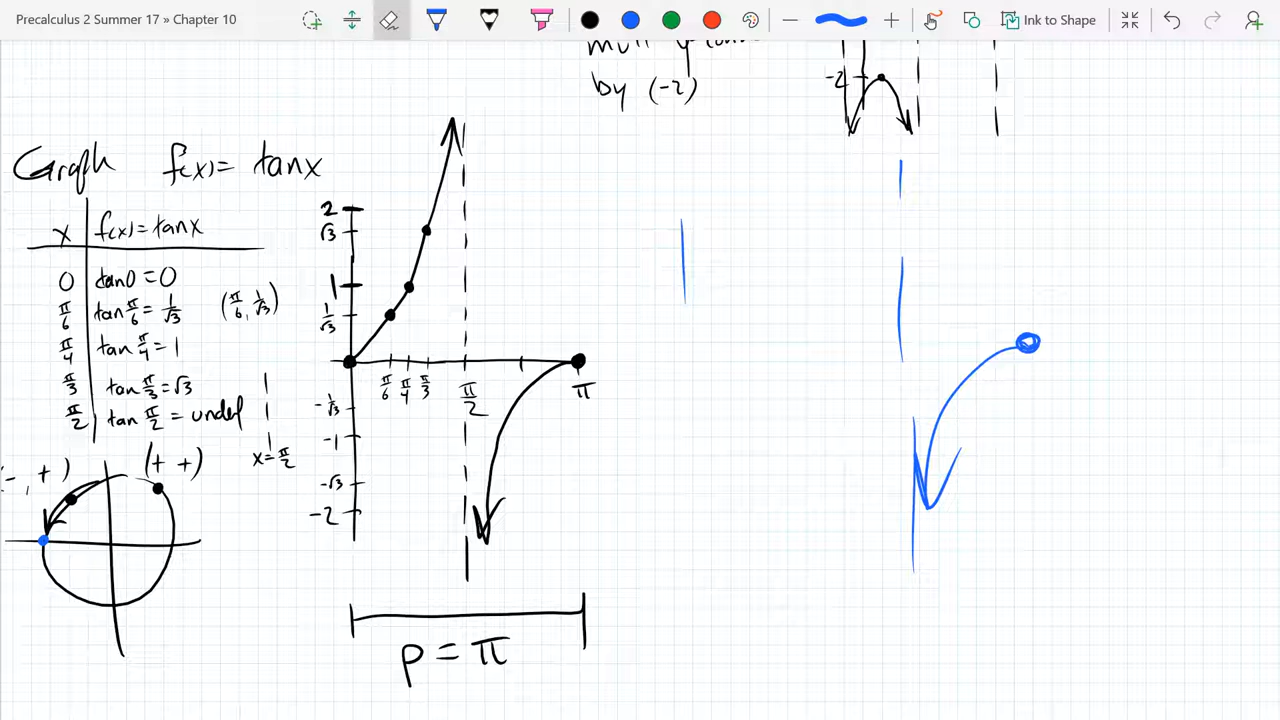 Precalculus 2 Summer 17 » Chapter 10
Ink to Shape
by (-2)
-2
Graph f(x) = tanx
x f(x) = tanx
0 tan0 = 0
π/6 tan π/6 = 1/√3 (π/6, 1/√3)
π/4 tan π/4 = 1
π/3 tan π/3 = √3
π/2 tan π/2 = undef
x = π/2
(-, +) (+ +)
2
√3
1
1/√3
π/6 π/4 π/3 π/2 π
-1/√3
-1
-√3
-2
p = π